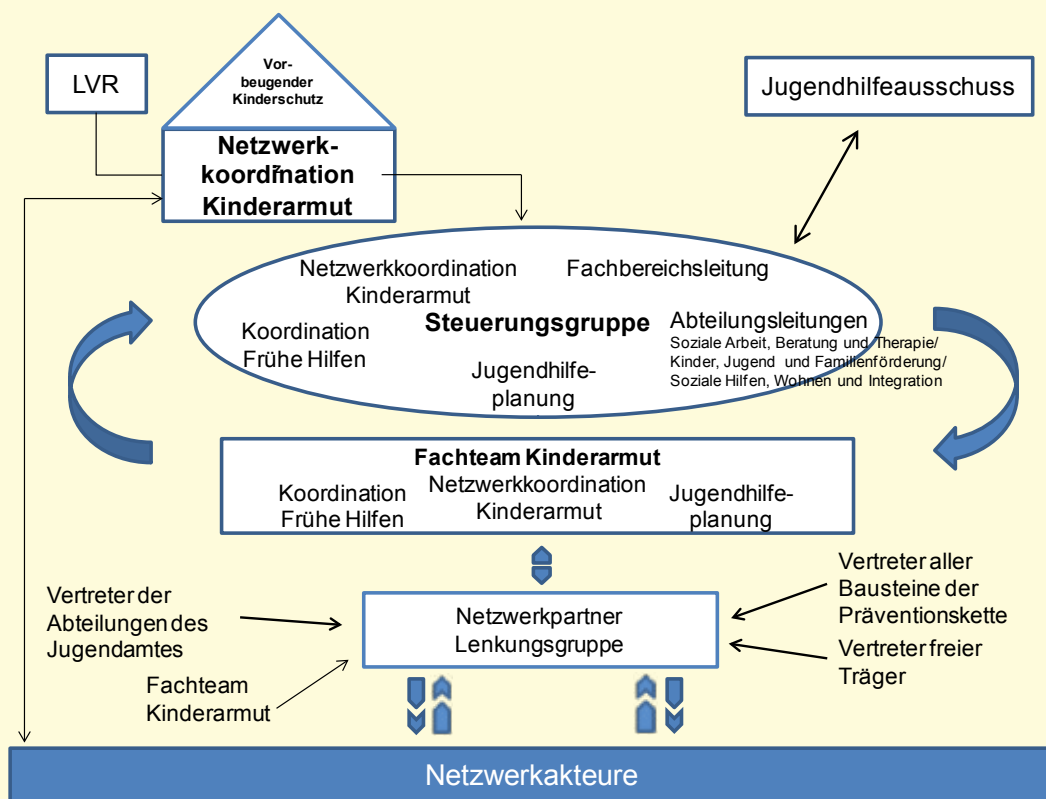 LVR
Vor-
beugender
Kinderschutz
Netzwerk-
koordination
Kinderarmut
Jugendhilfeausschuss
Netzwerkkoordination
Kinderarmut
Fachbereichsleitung
Koordination
Frühe Hilfen
Steuerungsgruppe
Jugendhilfe-
planung
Abteilungsleitungen
Soziale Arbeit, Beratung und Therapie/
Kinder, Jugend und Familienförderung/
Soziale Hilfen, Wohnen und Integration
Fachteam Kinderarmut
Koordination
Frühe Hilfen
Netzwerkkoordination
Kinderarmut
Jugendhilfe-
planung
Vertreter der
Abteilungen des
Jugendamtes
Fachteam
Kinderarmut
Netzwerkpartner
Lenkungsgruppe
Vertreter aller
Bausteine der
Präventionskette
Vertreter freier
Träger
Netzwerkakteure